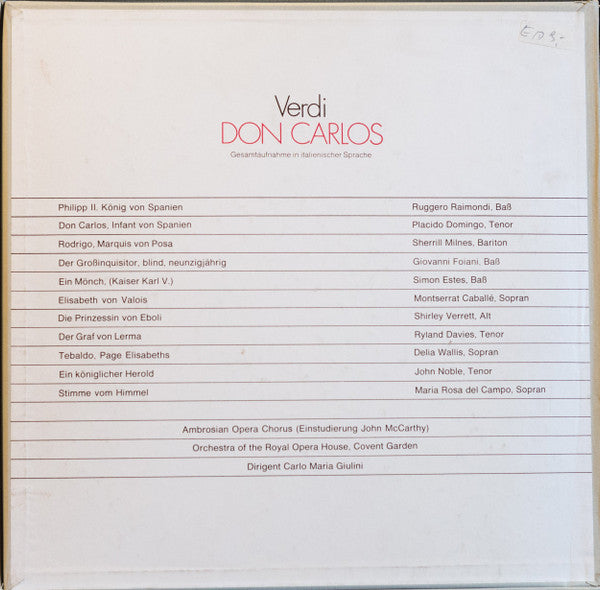 Verdi
DON CARLOS
Gesamtaufnahme in italienischer Sprache
Philipp II. König von Spanien Ruggero Raimondi, Baß
Don Carlos, Infant von Spanien Placido Domingo, Tenor
Rodrigo, Marquis von Posa Sherrill Milnes, Bariton
Der Großinquisitor, blind, neunzigjährig Giovanni Foiani, Baß
Ein Mönch, (Kaiser Karl V.) Simon Estes, Baß
Elisabeth von Valois Montserrat Caballé, Sopran
Die Prinzessin von Eboli Shirley Verrett, Alt
Der Graf von Lerma Ryland Davies, Tenor
Tebaldo, Page Elisabeths Delia Wallis, Sopran
Ein königlicher Herold John Noble, Tenor
Stimme vom Himmel Maria Rosa del Campo, Sopran
Ambrosian Opera Chorus (Einstudierung John McCarthy)
Orchestra of the Royal Opera House, Covent Garden
Dirigent Carlo Maria Giulini